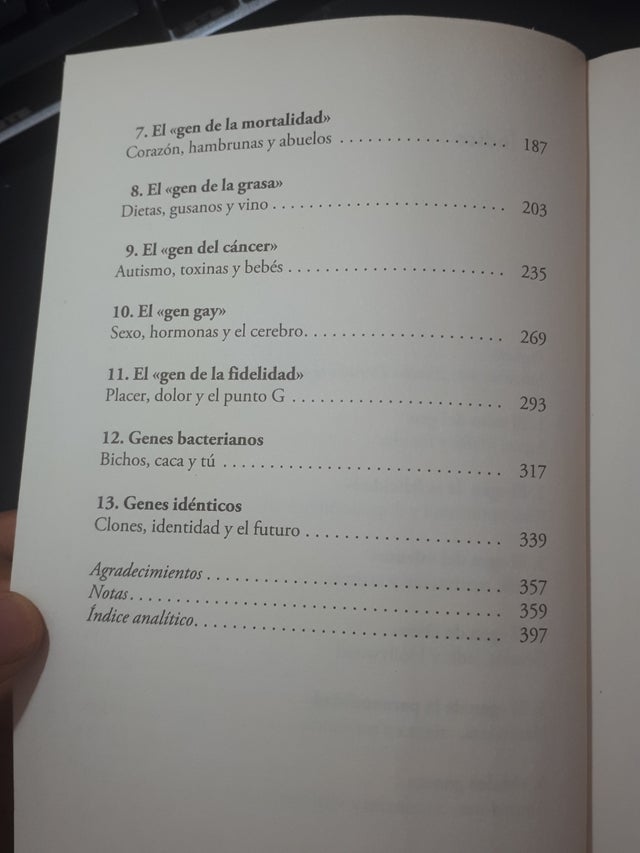 7. El «gen de la mortalidad»
Corazón, hambrunas y abuelos . . . . . . . . . . . . . . . . . . 187
8. El «gen de la grasa»
Dietas, gusanos y vino . . . . . . . . . . . . . . . . . . . . . . . . . 203
9. El «gen del cáncer»
Autismo, toxinas y bebés . . . . . . . . . . . . . . . . . . . . . . . 235
10. El «gen gay»
Sexo, hormonas y el cerebro. . . . . . . . . . . . . . . . . . . . . 269
11. El «gen de la fidelidad»
Placer, dolor y el punto G . . . . . . . . . . . . . . . . . . . . . . 293
12. Genes bacterianos
Bichos, caca y tú . . . . . . . . . . . . . . . . . . . . . . . . . . . . . 317
13. Genes idénticos
Clones, identidad y el futuro . . . . . . . . . . . . . . . . . . . . 339
Agradecimientos . . . . . . . . . . . . . . . . . . . . . . . . . . . . . . 357
Notas. . . . . . . . . . . . . . . . . . . . . . . . . . . . . . . . . . . . . . 359
Índice analítico. . . . . . . . . . . . . . . . . . . . . . . . . . . . . . . 397